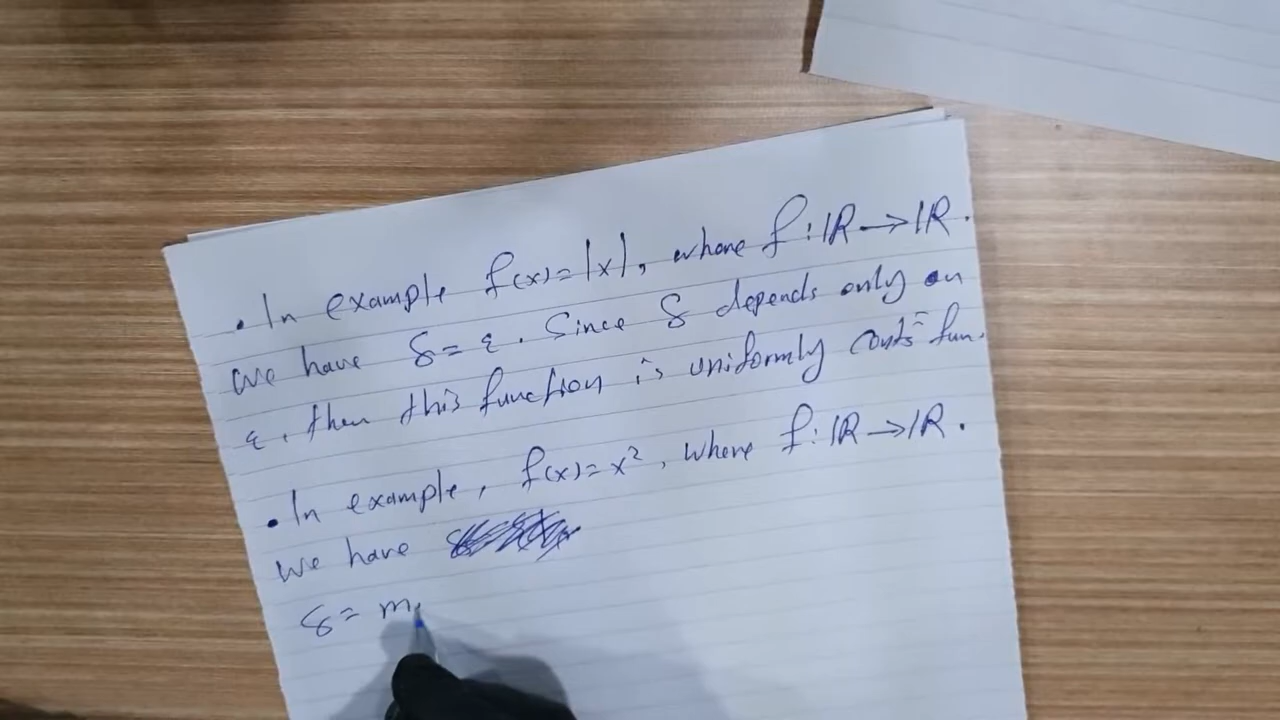 • In example f(x)=|x|, where f:IR→IR.
we have δ=ε. Since δ depends only on
ε, then this function is uniformly conts fun.
• In example, f(x)=x², where f:IR→IR.
we have
δ= m